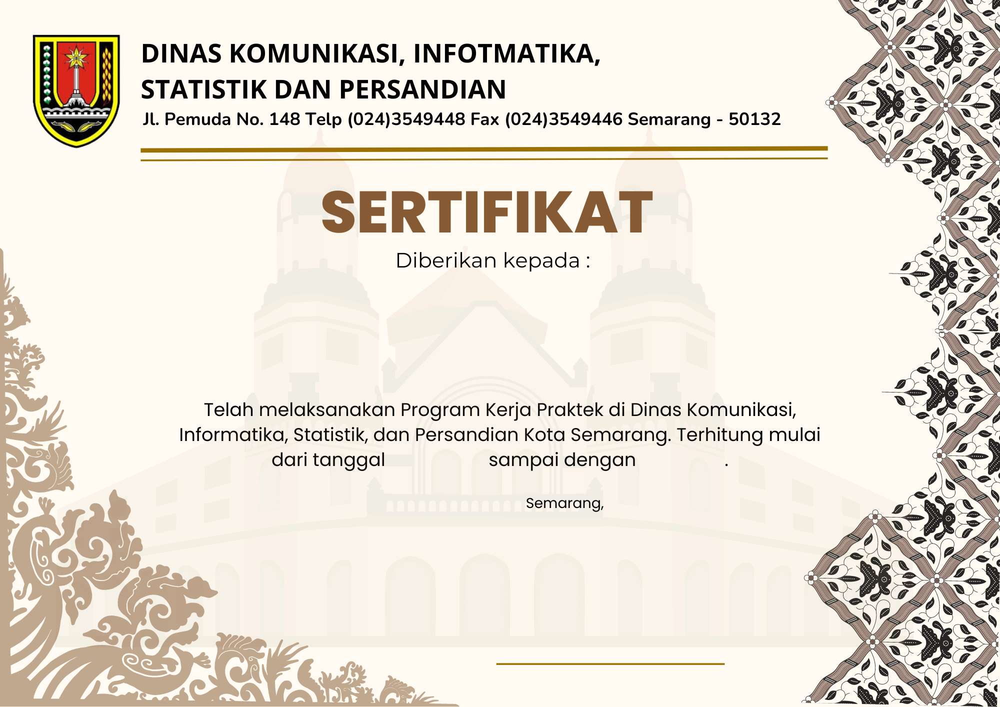 DINAS KOMUNIKASI, INFOTMATIKA,
STATISTIK DAN PERSANDIAN
Jl. Pemuda No. 148 Telp (024)3549448 Fax (024)3549446 Semarang - 50132
SERTIFIKAT
Diberikan kepada :
Telah melaksanakan Program Kerja Praktek di Dinas Komunikasi,
Informatika, Statistik, dan Persandian Kota Semarang. Terhitung mulai
dari tanggal sampai dengan .
Semarang,